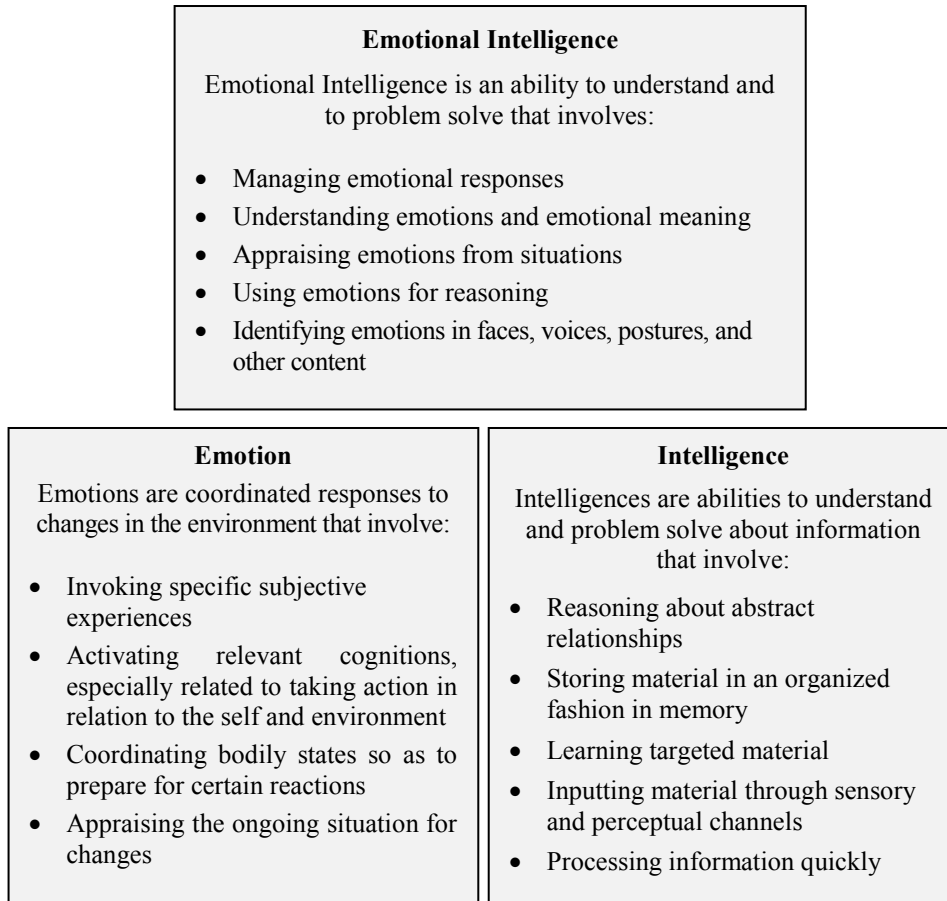 Emotional Intelligence
Emotional Intelligence is an ability to understand and
to problem solve that involves:
• Managing emotional responses
• Understanding emotions and emotional meaning
• Appraising emotions from situations
• Using emotions for reasoning
• Identifying emotions in faces, voices, postures, and
other content
Emotion
Emotions are coordinated responses to
changes in the environment that involve:
• Invoking specific subjective
experiences
• Activating relevant cognitions,
especially related to taking action in
relation to the self and environment
• Coordinating bodily states so as to
prepare for certain reactions
• Appraising the ongoing situation for
changes
Intelligence
Intelligences are abilities to understand
and problem solve about information
that involve:
• Reasoning about abstract
relationships
• Storing material in an organized
fashion in memory
• Learning targeted material
• Inputting material through sensory
and perceptual channels
• Processing information quickly